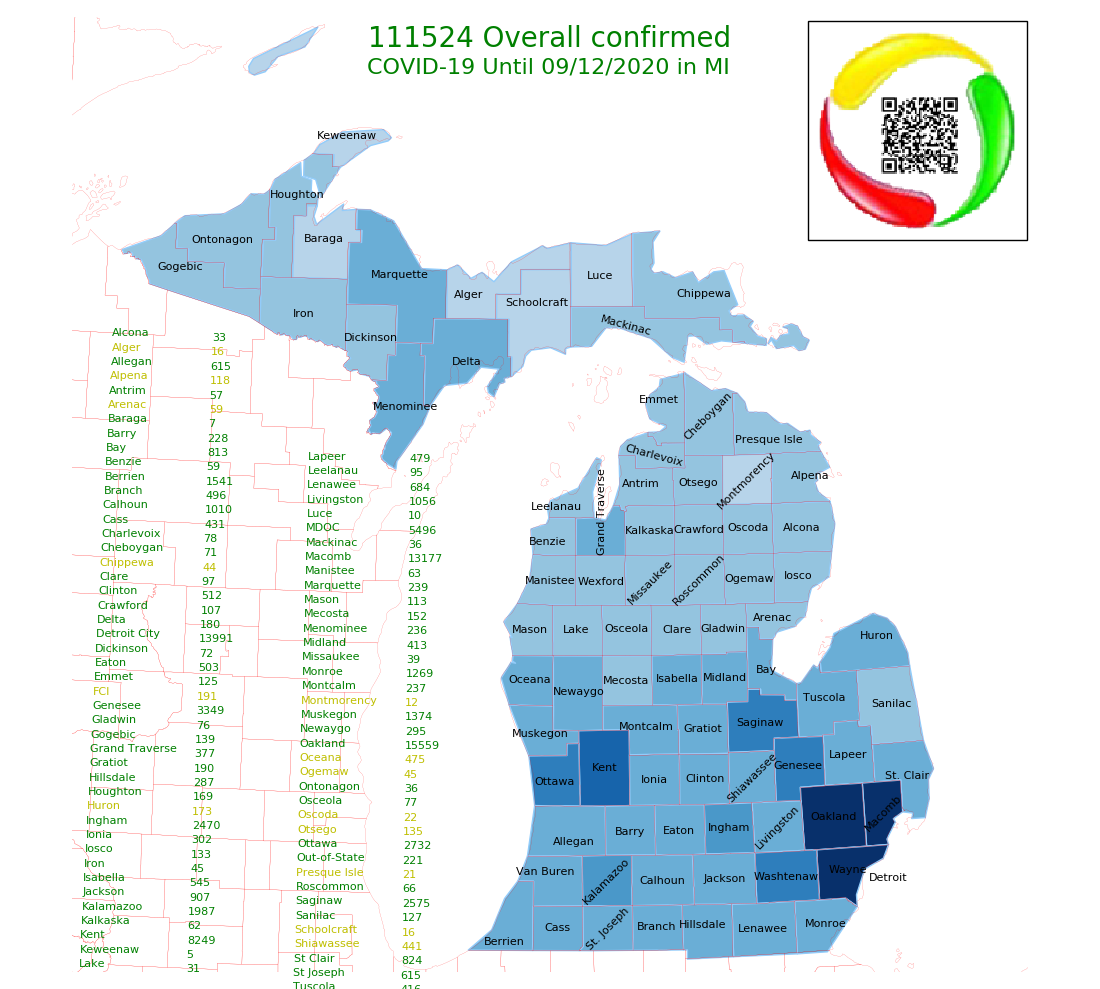 111524 Overall confirmed
COVID-19 Until 09/12/2020 in MI
Keweenaw
Houghton
Ontonagon
Baraga
Gogebic
Marquette
Luce
Alger
Schoolcraft
Chippewa
Iron
Dickinson
Mackinac
Delta
Menominee
Emmet
Cheboygan
Presque Isle
Charlevoix
Antrim
Otsego
Montmorency
Alpena
Leelanau
Grand Traverse
Benzie
Kalkaska
Crawford
Oscoda
Alcona
Manistee
Wexford
Missaukee
Roscommon
Ogemaw
Iosco
Mason
Lake
Osceola
Clare
Gladwin
Arenac
Huron
Oceana
Newaygo
Mecosta
Isabella
Midland
Bay
Tuscola
Sanilac
Muskegon
Montcalm
Gratiot
Saginaw
Ottawa
Kent
Ionia
Clinton
Shiawassee
Genesee
Lapeer
St. Clair
Allegan
Barry
Eaton
Ingham
Livingston
Oakland
Macomb
Van Buren
Kalamazoo
Calhoun
Jackson
Washtenaw
Wayne
Detroit
Berrien
Cass
St. Joseph
Branch
Hillsdale
Lenawee
Monroe
Alcona 33
Alger 16
Allegan 615
Alpena 118
Antrim 57
Arenac 59
Baraga 7
Barry 228
Bay 813
Benzie 59
Berrien 1541
Branch 496
Calhoun 1010
Cass 431
Charlevoix 78
Cheboygan 71
Chippewa 44
Clare 97
Clinton 512
Crawford 107
Delta 180
Detroit City 13991
Dickinson 72
Eaton 503
Emmet 125
FCI 191
Genesee 3349
Gladwin 76
Gogebic 139
Grand Traverse 377
Gratiot 190
Hillsdale 287
Houghton 169
Huron 173
Ingham 2470
Ionia 302
Iosco 133
Iron 45
Isabella 545
Jackson 907
Kalamazoo 1987
Kalkaska 62
Kent 8249
Keweenaw 5
Lake 31
Lapeer 479
Leelanau 95
Lenawee 684
Livingston 1056
Luce 10
MDOC 5496
Mackinac 36
Macomb 13177
Manistee 63
Marquette 239
Mason 113
Mecosta 152
Menominee 236
Midland 413
Missaukee 39
Monroe 1269
Montcalm 237
Montmorency 12
Muskegon 1374
Newaygo 295
Oakland 15559
Oceana 475
Ogemaw 45
Ontonagon 36
Osceola 77
Oscoda 22
Otsego 135
Ottawa 2732
Out-of-State 221
Presque Isle 21
Roscommon 66
Saginaw 2575
Sanilac 127
Schoolcraft 16
Shiawassee 441
St Clair 824
St Joseph 615
Tuscola 416